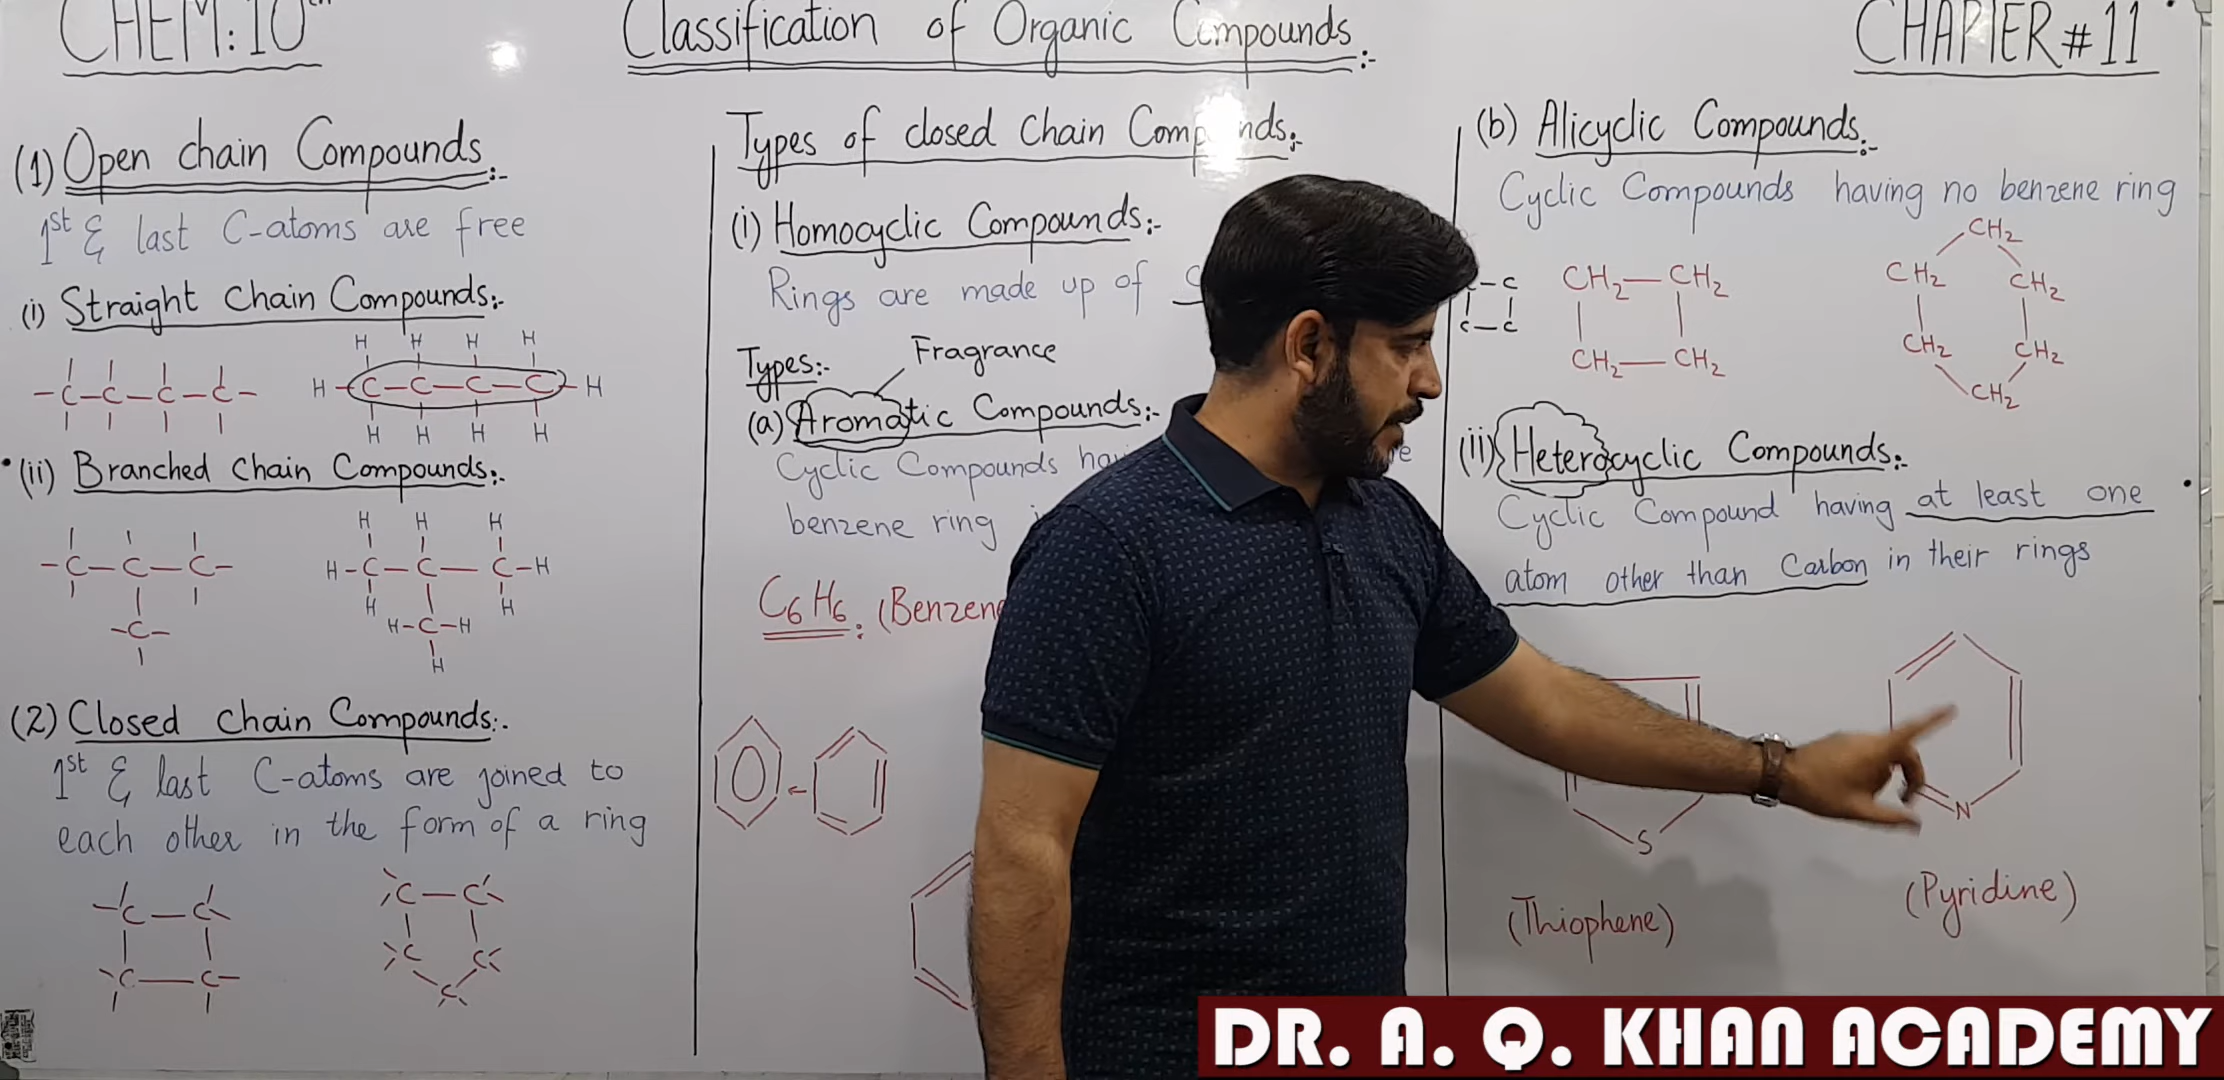 CHEM:10th
Classification of Organic Compounds:-
CHAPTER # 11
(1) Open chain Compounds:-
1st & last C-atoms are free
(i) Straight Chain Compounds:-
H H H H
-C-C-C-C- H-C-C-C-C-H
H H H H
(ii) Branched Chain Compounds:-
H H H
-C-C-C- H-C-C-C-H
H H
-C- H-C-H
H
(2) Closed Chain Compounds:-
1st & last C-atoms are joined to
each other in the form of a ring
-C-C- C-C
C C
-C-C- C
Types of closed Chain Comp nds:-
(i) Homocyclic Compounds:-
Rings are made up of
Types:- Fragrance
(a) Aromatic Compounds:-
Cyclic Compounds
benzene ring
C6H6: (Benzene
(b) Alicyclic Compounds:-
Cyclic Compounds having no benzene ring
CH2
-C CH2-CH2 CH2 CH2
C-C CH2-CH2 CH2 CH2
CH2
(ii) Heterocyclic Compounds:-
Cyclic Compound having at least one
atom other than Carbon in their rings
S N
(Thiophene) (Pyridine)
DR. A. Q. KHAN ACADEMY